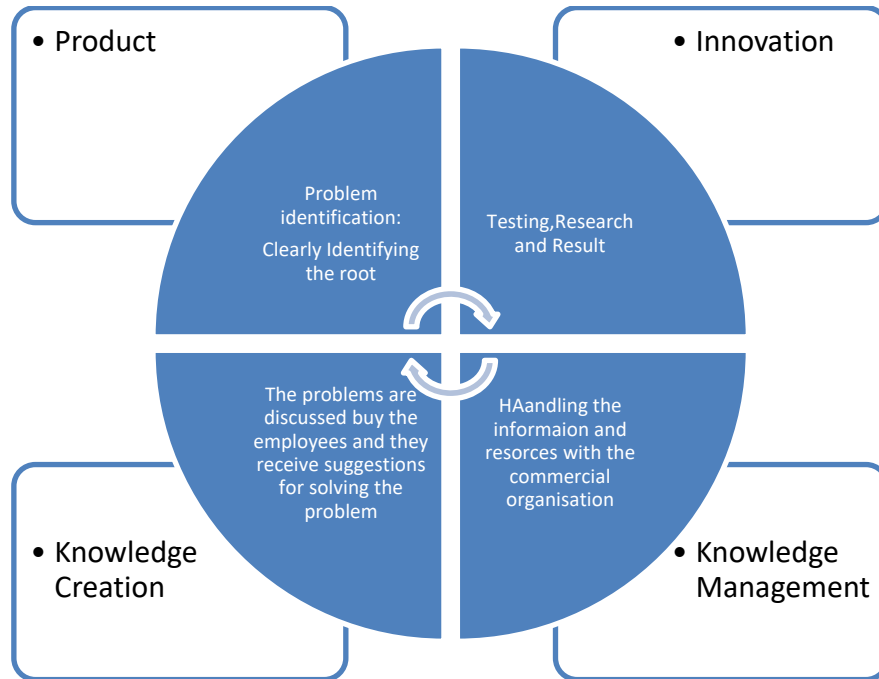 • Product
• Innovation
Problem
identification:
Clearly Identifying
the root
Testing,Research
and Result
The problems are
discussed buy the
employees and they
receive suggestions
for solving the
problem
HAandling the
informaion and
resorces with the
commercial
organisation
• Knowledge
Creation
• Knowledge
Management